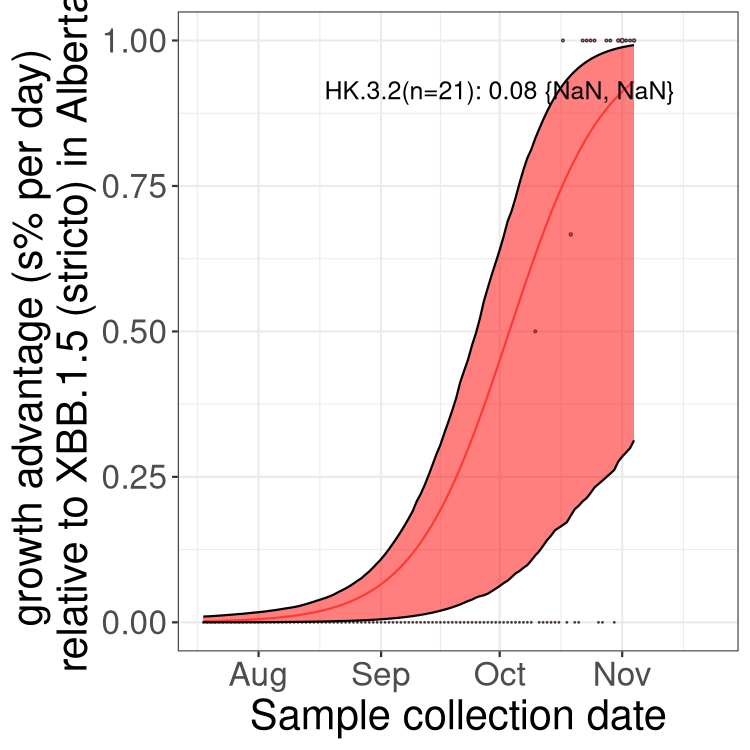 growth advantage (s% per day)
relative to XBB.1.5 (stricto) in Alberta
1.00
0.75
0.50
0.25
0.00
HK.3.2(n=21): 0.08 {NaN, NaN}
Aug Sep Oct Nov
Sample collection date